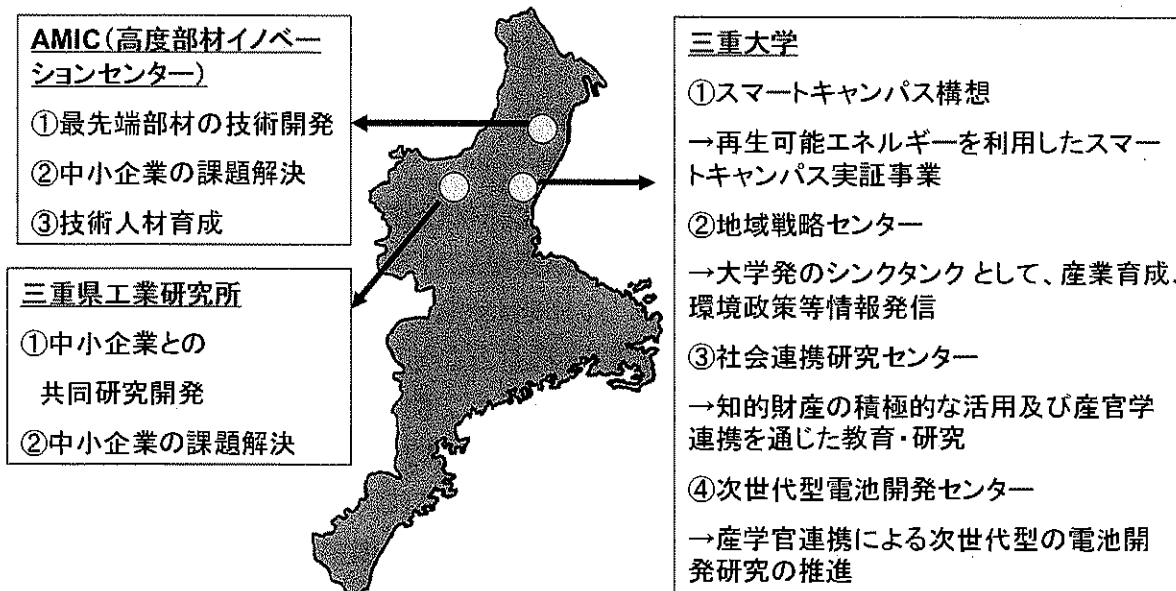 AMIC(高度部材イノベー
ションセンター)
①最先端部材の技術開発
②中小企業の課題解決
③技術人材育成
三重県工業研究所
①中小企業との
共同研究開発
②中小企業の課題解決
三重大学
①スマートキャンパス構想
→再生可能エネルギーを利用したスマー
トキャンパス実証事業
②地域戦略センター
→大学発のシンクタンク として、産業育成、
環境政策等情報発信
③社会連携研究センター
→知的財産の積極的な活用及び産官学
連携を通じた教育・研究
④次世代型電池開発センター
→産学官連携による次世代型の電池開
発研究の推進